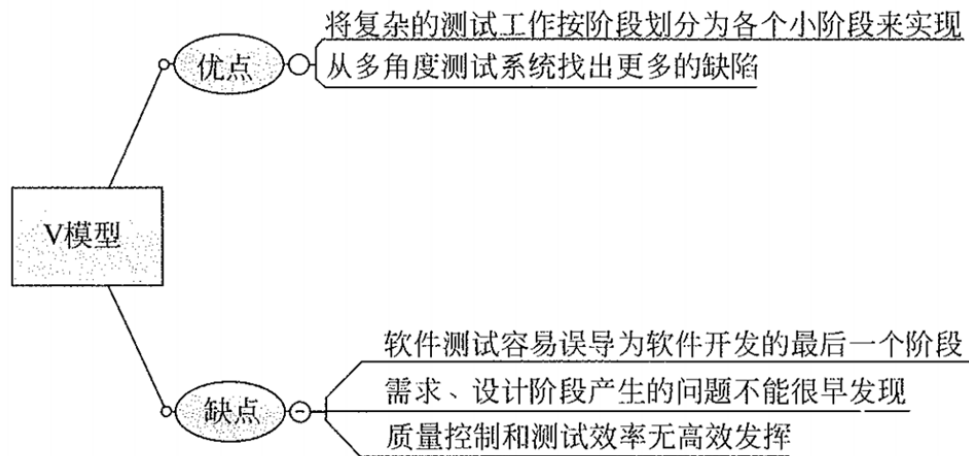 将复杂的测试工作按阶段划分为各个小阶段来实现
优点
从多角度测试系统找出更多的缺陷
V模型
软件测试容易误导为软件开发的最后一个阶段
需求、设计阶段产生的问题不能很早发现
缺点
质量控制和测试效率无高效发挥